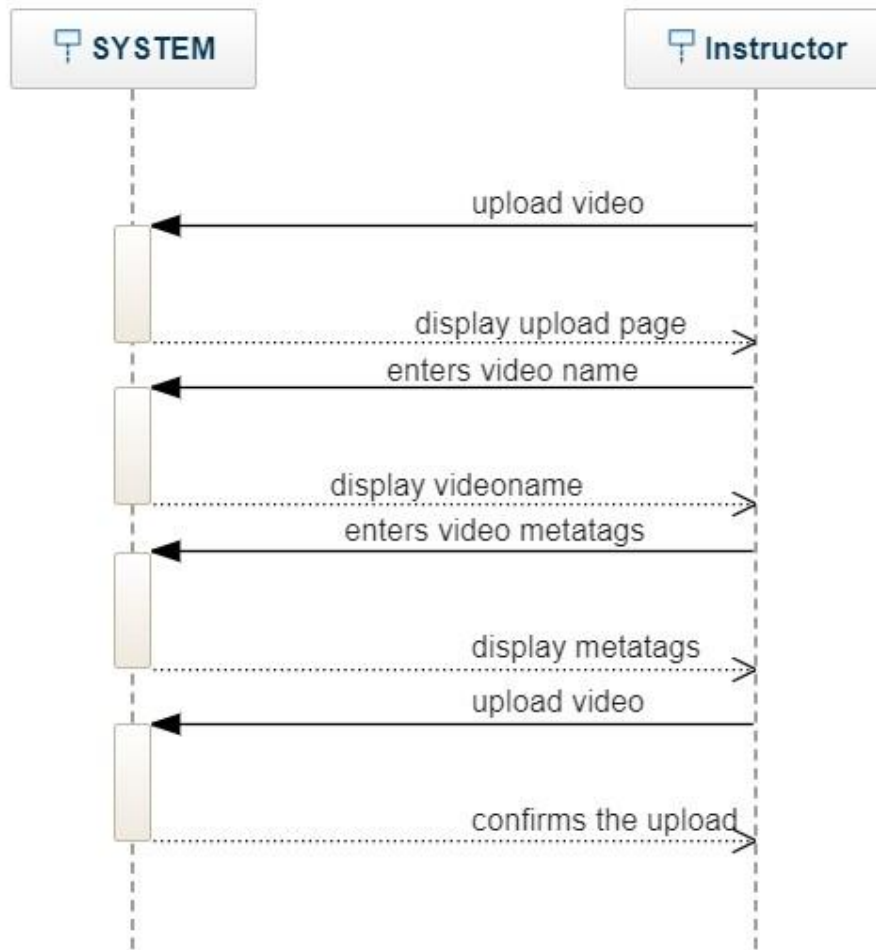 SYSTEM
Instructor
upload video
display upload page
enters video name
display videoname
enters video metatags
display metatags
upload video
confirms the upload